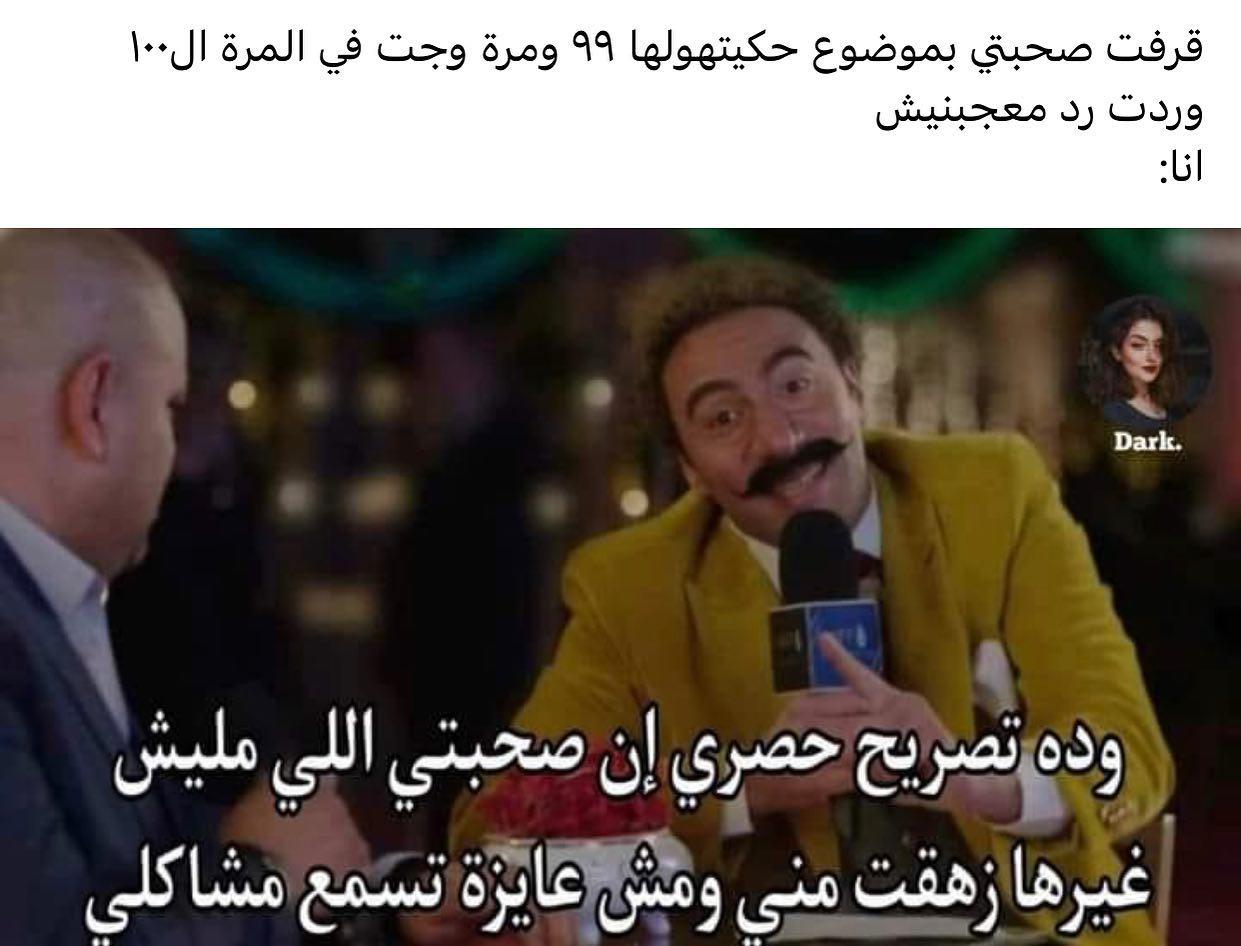 قرفت صحبتي بموضوع حكيتهولها ٩٩ ومرة وجت في المرة ال١٠٠
وردت رد معجبنيش
انا:
Dark.
وده تصريح حصري إن صحبتي اللي مليش
غيرها زهقت مني ومش عايزة تسمع مشاكلي